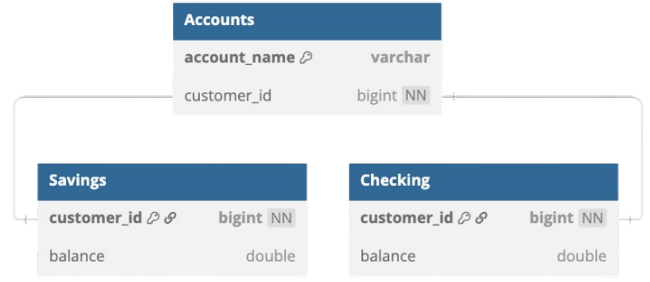 Accounts
account_name varchar
customer_id bigint NN
Savings
customer_id bigint NN
balance double
Checking
customer_id bigint NN
balance double